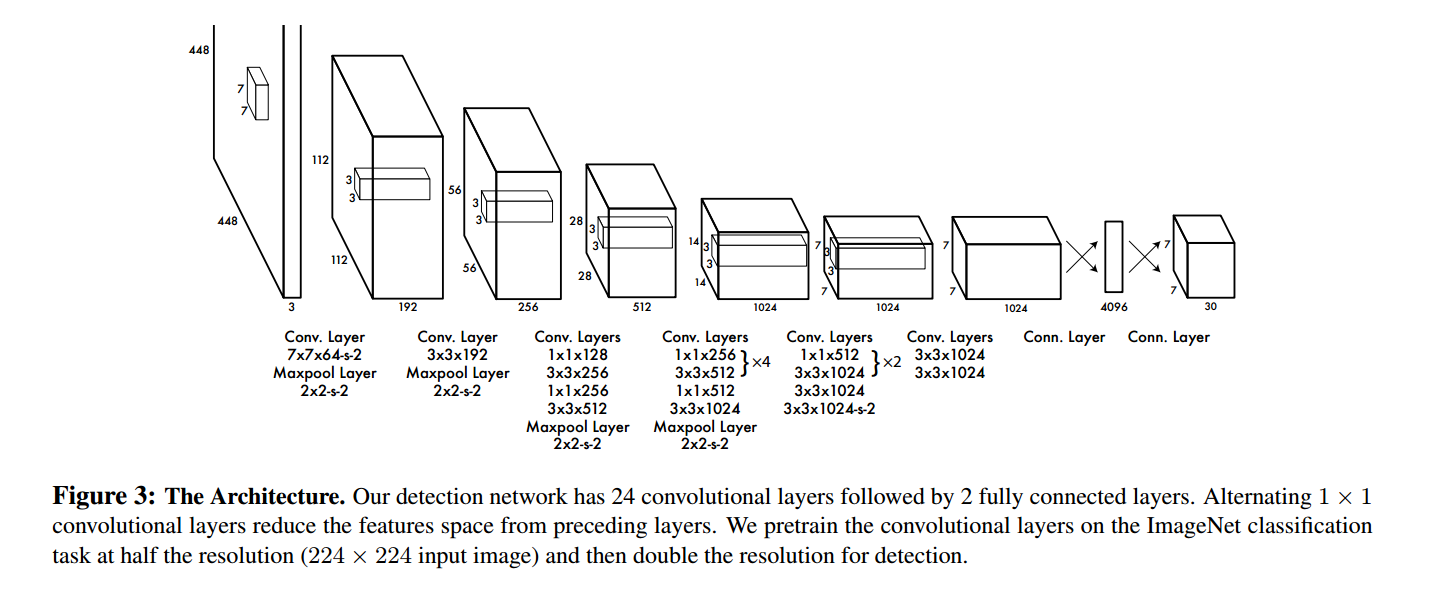 448
7
7
448
3
112
3
3
112
192
56
3
3
56
256
28
3
3
28
512
14
3
3
14
1024
7
3
3
7
1024
7
7
1024
4096
7
7
30
Conv. Layer
7x7x64-s-2
Maxpool Layer
2x2-s-2
Conv. Layer
3x3x192
Maxpool Layer
2x2-s-2
Conv. Layers
1x1x128
3x3x256
1x1x256
3x3x512
Maxpool Layer
2x2-s-2
Conv. Layers
1x1x256
3x3x512
}×4
1x1x512
3x3x1024
Maxpool Layer
2x2-s-2
Conv. Layers
1x1x512
3x3x1024
}×2
3x3x1024
3x3x1024-s-2
Conv. Layers
3x3x1024
3x3x1024
Conn. Layer
Conn. Layer
Figure 3: The Architecture. Our detection network has 24 convolutional layers followed by 2 fully connected layers. Alternating 1 × 1
convolutional layers reduce the features space from preceding layers. We pretrain the convolutional layers on the ImageNet classification
task at half the resolution (224 × 224 input image) and then double the resolution for detection.